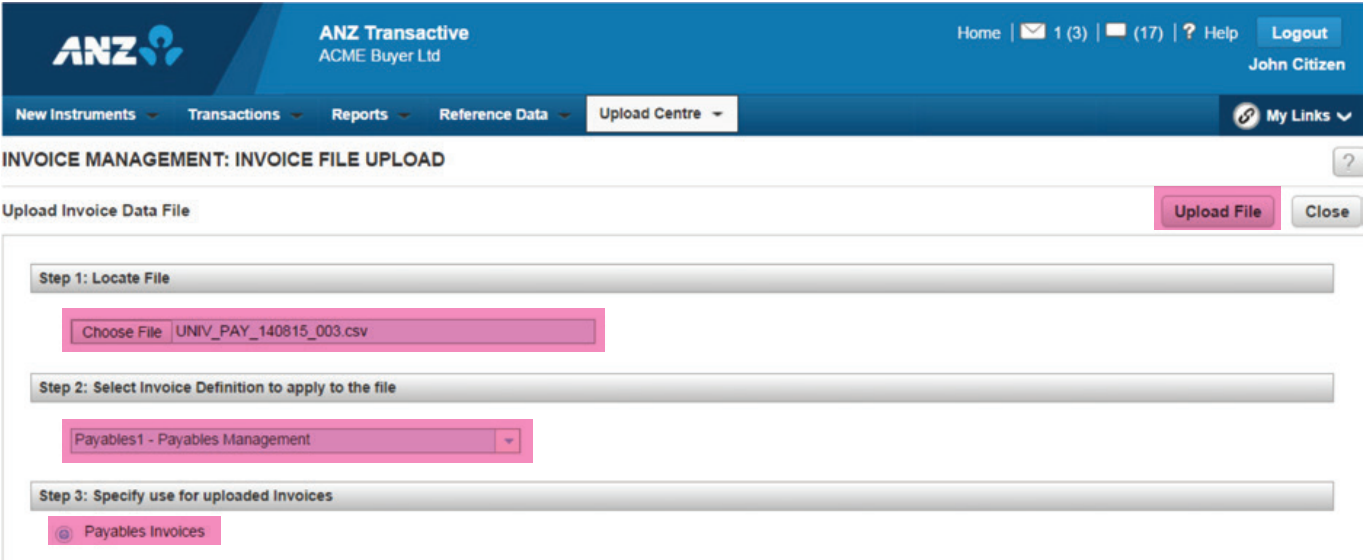 ANZ
ANZ Transactive
ACME Buyer Ltd
Home | 1 (3) | (17) | ? Help Logout
John Citizen
New Instruments Transactions Reports Reference Data Upload Centre My Links
INVOICE MANAGEMENT: INVOICE FILE UPLOAD ?
Upload Invoice Data File Upload File Close
Step 1: Locate File
Choose File UNIV_PAY_140815_003.csv
Step 2: Select Invoice Definition to apply to the file
Payables1 - Payables Management
Step 3: Specify use for uploaded Invoices
Payables Invoices